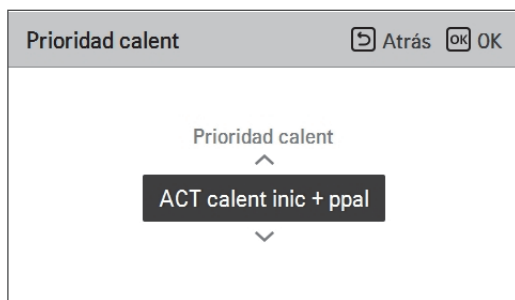 Prioridad calent Atrás OK OK
Prioridad calent
ACT calent inic + ppal